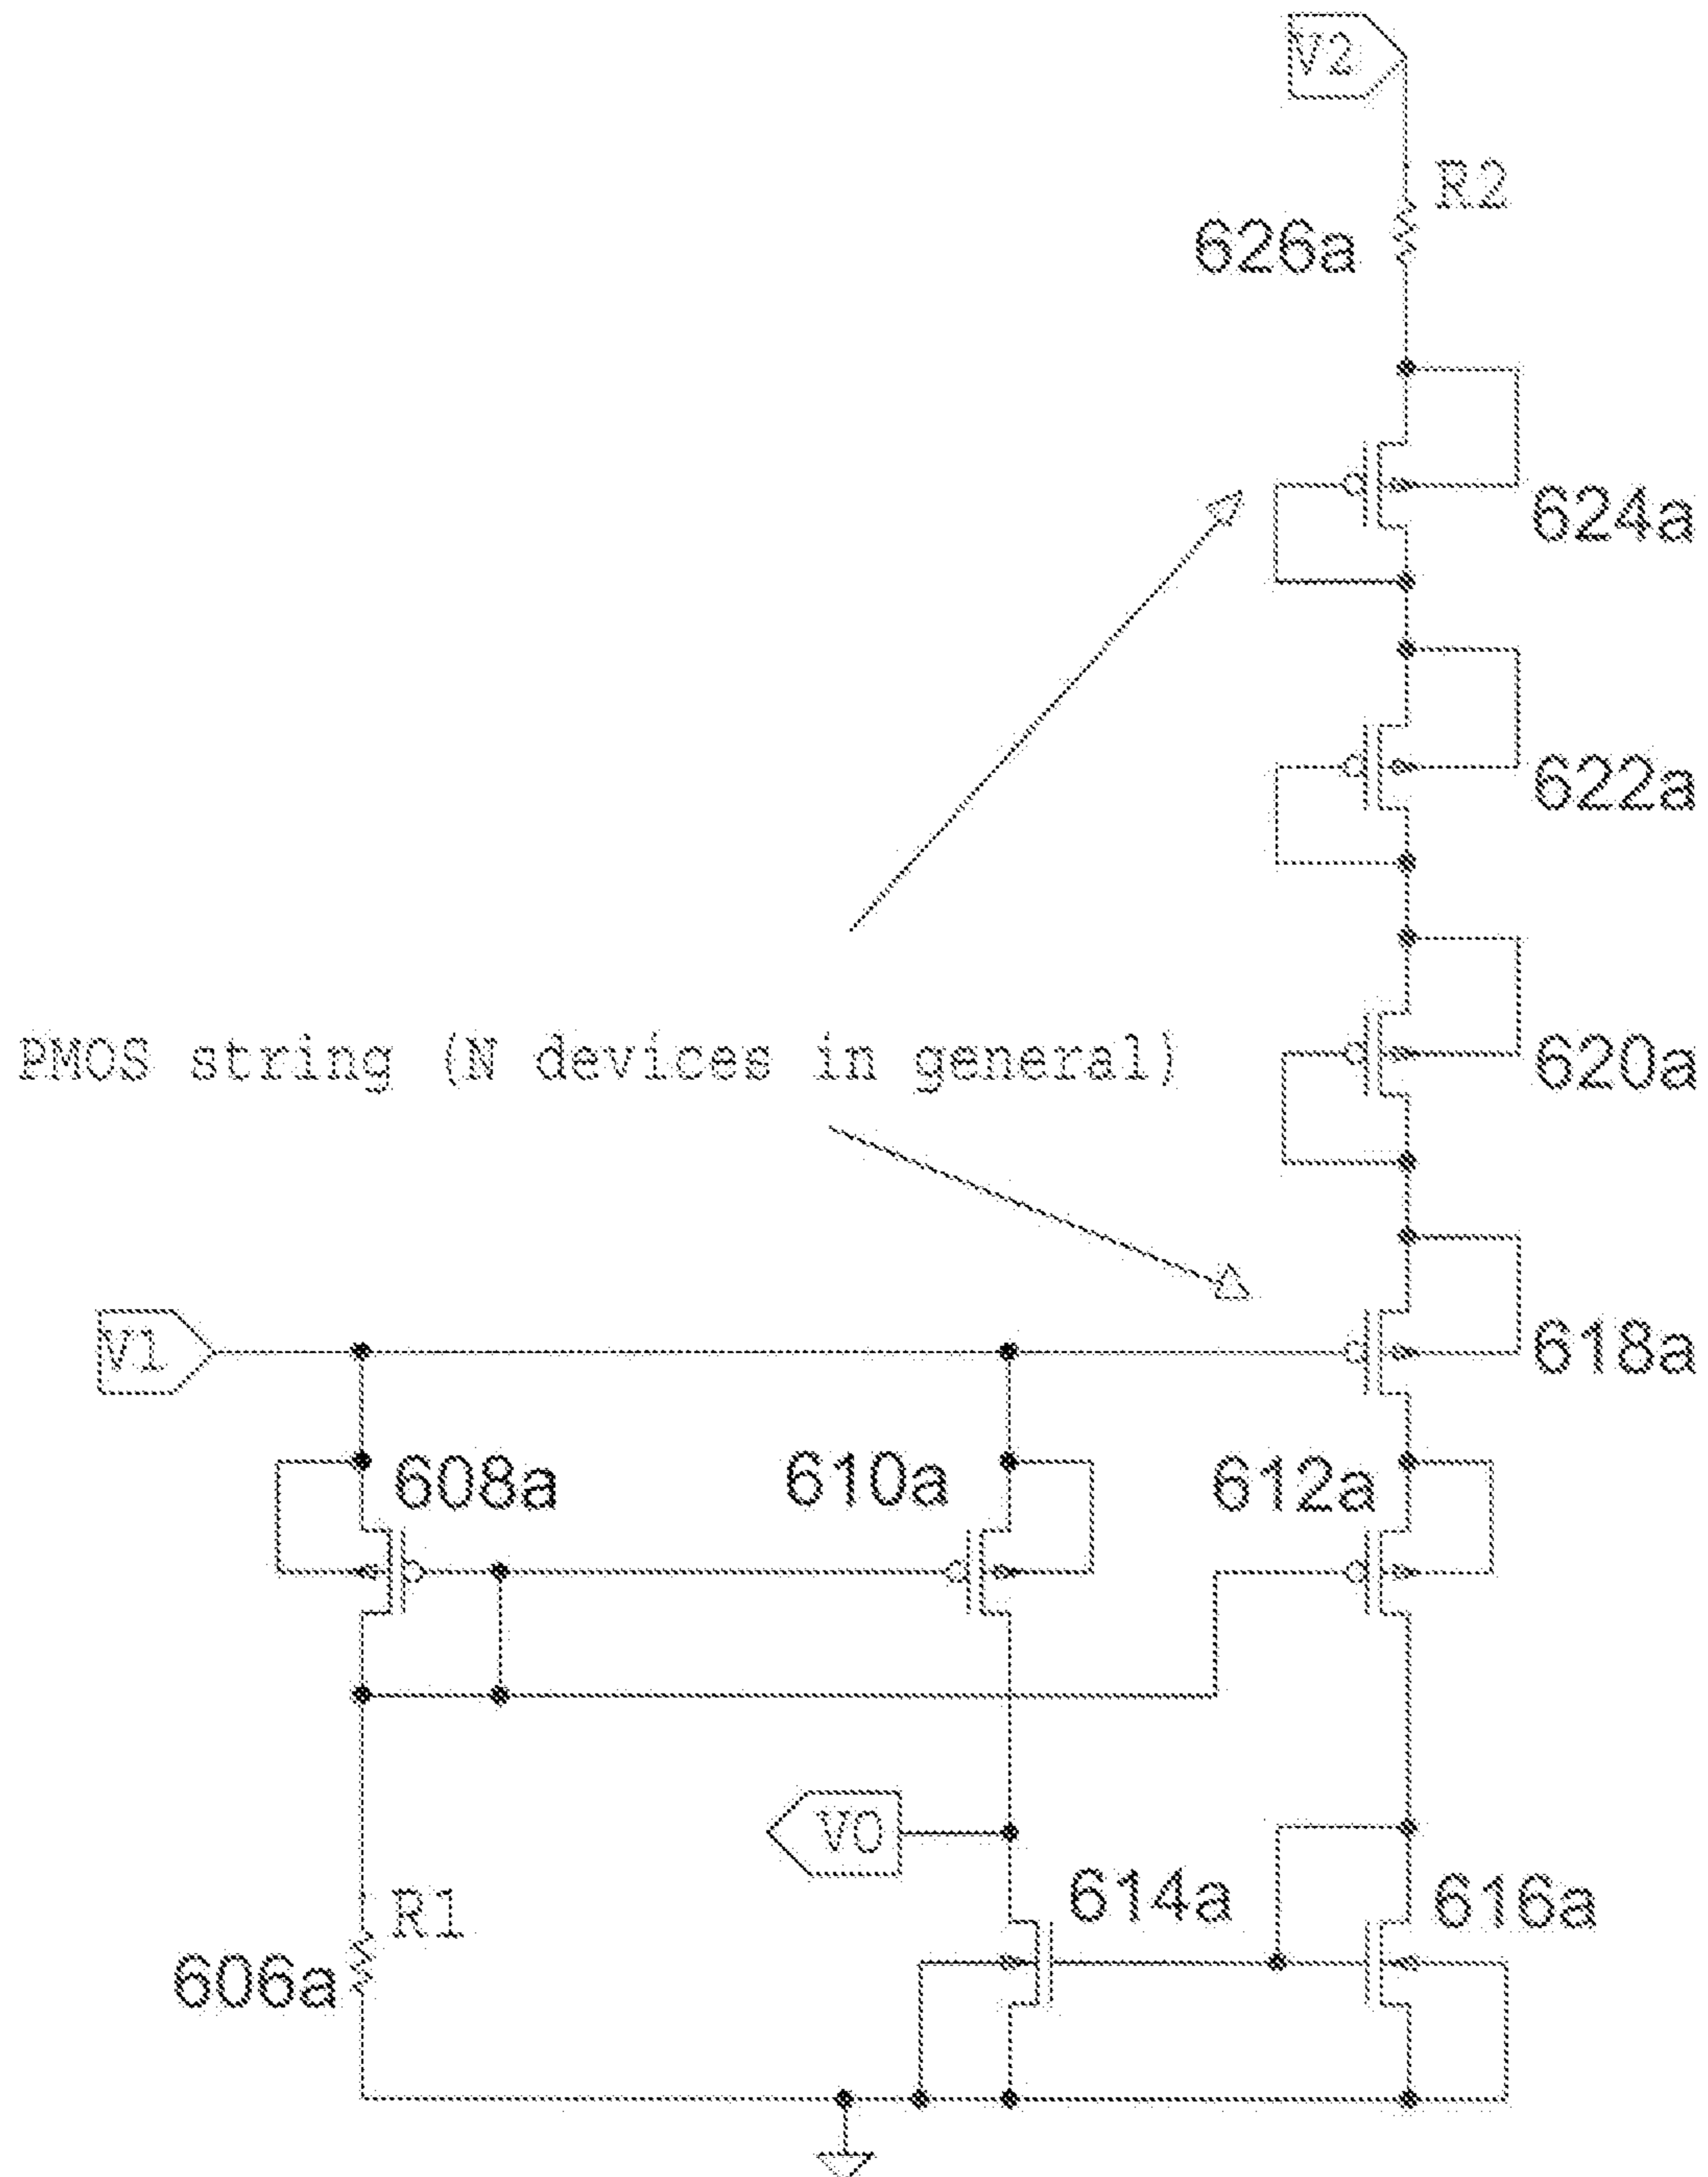 V2
R2
626a
624a
622a
PMOS string (N devices in general)
620a
V1
618a
608a
610a
612a
VO
614a
616a
R1
606a